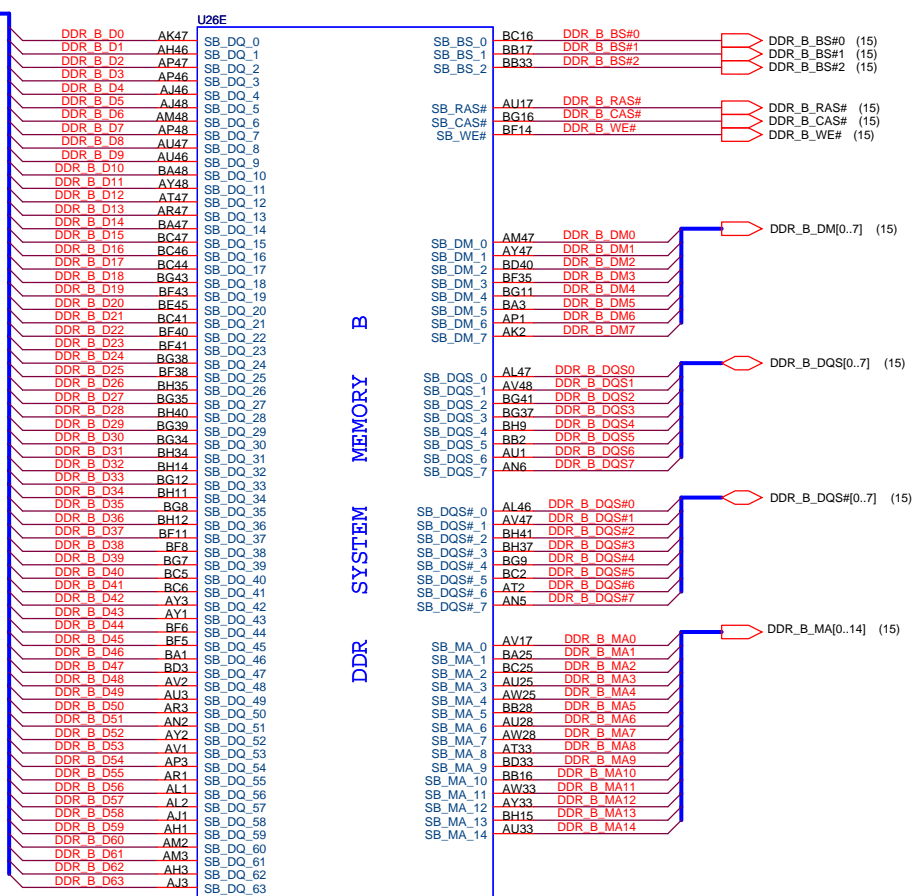 U26E
DDR_B_D0 AK47 SB_DQ_0
DDR_B_D1 AH46 SB_DQ_1
DDR_B_D2 AP47 SB_DQ_2
DDR_B_D3 AP46 SB_DQ_3
DDR_B_D4 AJ46 SB_DQ_4
DDR_B_D5 AJ48 SB_DQ_5
DDR_B_D6 AM48 SB_DQ_6
DDR_B_D7 AP48 SB_DQ_7
DDR_B_D8 AU47 SB_DQ_8
DDR_B_D9 AU46 SB_DQ_9
DDR_B_D10 BA48 SB_DQ_10
DDR_B_D11 AY48 SB_DQ_11
DDR_B_D12 AT47 SB_DQ_12
DDR_B_D13 AR47 SB_DQ_13
DDR_B_D14 BA47 SB_DQ_14
DDR_B_D15 BC47 SB_DQ_15
DDR_B_D16 BC46 SB_DQ_16
DDR_B_D17 BC44 SB_DQ_17
DDR_B_D18 BG43 SB_DQ_18
DDR_B_D19 BF43 SB_DQ_19
DDR_B_D20 BE45 SB_DQ_20
DDR_B_D21 BC41 SB_DQ_21
DDR_B_D22 BF40 SB_DQ_22
DDR_B_D23 BF41 SB_DQ_23
DDR_B_D24 BG38 SB_DQ_24
DDR_B_D25 BF38 SB_DQ_25
DDR_B_D26 BH35 SB_DQ_26
DDR_B_D27 BG35 SB_DQ_27
DDR_B_D28 BH40 SB_DQ_28
DDR_B_D29 BG39 SB_DQ_29
DDR_B_D30 BG34 SB_DQ_30
DDR_B_D31 BH34 SB_DQ_31
DDR_B_D32 BH14 SB_DQ_32
DDR_B_D33 BG12 SB_DQ_33
DDR_B_D34 BH11 SB_DQ_34
DDR_B_D35 BG8 SB_DQ_35
DDR_B_D36 BH12 SB_DQ_36
DDR_B_D37 BF11 SB_DQ_37
DDR_B_D38 BF8 SB_DQ_38
DDR_B_D39 BG7 SB_DQ_39
DDR_B_D40 BC5 SB_DQ_40
DDR_B_D41 BC6 SB_DQ_41
DDR_B_D42 AY3 SB_DQ_42
DDR_B_D43 AY1 SB_DQ_43
DDR_B_D44 BF6 SB_DQ_44
DDR_B_D45 BF5 SB_DQ_45
DDR_B_D46 BA1 SB_DQ_46
DDR_B_D47 BD3 SB_DQ_47
DDR_B_D48 AV2 SB_DQ_48
DDR_B_D49 AU3 SB_DQ_49
DDR_B_D50 AR3 SB_DQ_50
DDR_B_D51 AN2 SB_DQ_51
DDR_B_D52 AY2 SB_DQ_52
DDR_B_D53 AV1 SB_DQ_53
DDR_B_D54 AP3 SB_DQ_54
DDR_B_D55 AR1 SB_DQ_55
DDR_B_D56 AL1 SB_DQ_56
DDR_B_D57 AL2 SB_DQ_57
DDR_B_D58 AJ1 SB_DQ_58
DDR_B_D59 AH1 SB_DQ_59
DDR_B_D60 AM2 SB_DQ_60
DDR_B_D61 AM3 SB_DQ_61
DDR_B_D62 AH3 SB_DQ_62
DDR_B_D63 AJ3 SB_DQ_63
DDR SYSTEM MEMORY B
SB_BS_0 BC16 DDR_B_BS#0 DDR_B_BS#0 (15)
SB_BS_1 BB17 DDR_B_BS#1 DDR_B_BS#1 (15)
SB_BS_2 BB33 DDR_B_BS#2 DDR_B_BS#2 (15)
SB_RAS# AU17 DDR_B_RAS# DDR_B_RAS# (15)
SB_CAS# BG16 DDR_B_CAS# DDR_B_CAS# (15)
SB_WE# BF14 DDR_B_WE# DDR_B_WE# (15)
DDR_B_DM[0..7] (15)
SB_DM_0 AM47 DDR_B_DM0
SB_DM_1 AY47 DDR_B_DM1
SB_DM_2 BD40 DDR_B_DM2
SB_DM_3 BF35 DDR_B_DM3
SB_DM_4 BG11 DDR_B_DM4
SB_DM_5 BA3 DDR_B_DM5
SB_DM_6 AP1 DDR_B_DM6
SB_DM_7 AK2 DDR_B_DM7
DDR_B_DQS[0..7] (15)
SB_DQS_0 AL47 DDR_B_DQS0
SB_DQS_1 AV48 DDR_B_DQS1
SB_DQS_2 BG41 DDR_B_DQS2
SB_DQS_3 BG37 DDR_B_DQS3
SB_DQS_4 BH9 DDR_B_DQS4
SB_DQS_5 BB2 DDR_B_DQS5
SB_DQS_6 AU1 DDR_B_DQS6
SB_DQS_7 AN6 DDR_B_DQS7
DDR_B_DQS#[0..7] (15)
SB_DQS#_0 AL46 DDR_B_DQS#0
SB_DQS#_1 AV47 DDR_B_DQS#1
SB_DQS#_2 BH41 DDR_B_DQS#2
SB_DQS#_3 BH37 DDR_B_DQS#3
SB_DQS#_4 BG9 DDR_B_DQS#4
SB_DQS#_5 BC2 DDR_B_DQS#5
SB_DQS#_6 AT2 DDR_B_DQS#6
SB_DQS#_7 AN5 DDR_B_DQS#7
DDR_B_MA[0..14] (15)
SB_MA_0 AV17 DDR_B_MA0
SB_MA_1 BA25 DDR_B_MA1
SB_MA_2 BC25 DDR_B_MA2
SB_MA_3 AU25 DDR_B_MA3
SB_MA_4 AW25 DDR_B_MA4
SB_MA_5 BB28 DDR_B_MA5
SB_MA_6 AU28 DDR_B_MA6
SB_MA_7 AW28 DDR_B_MA7
SB_MA_8 AT33 DDR_B_MA8
SB_MA_9 BD33 DDR_B_MA9
SB_MA_10 BB16 DDR_B_MA10
SB_MA_11 AW33 DDR_B_MA11
SB_MA_12 AY33 DDR_B_MA12
SB_MA_13 BH15 DDR_B_MA13
SB_MA_14 AU33 DDR_B_MA14